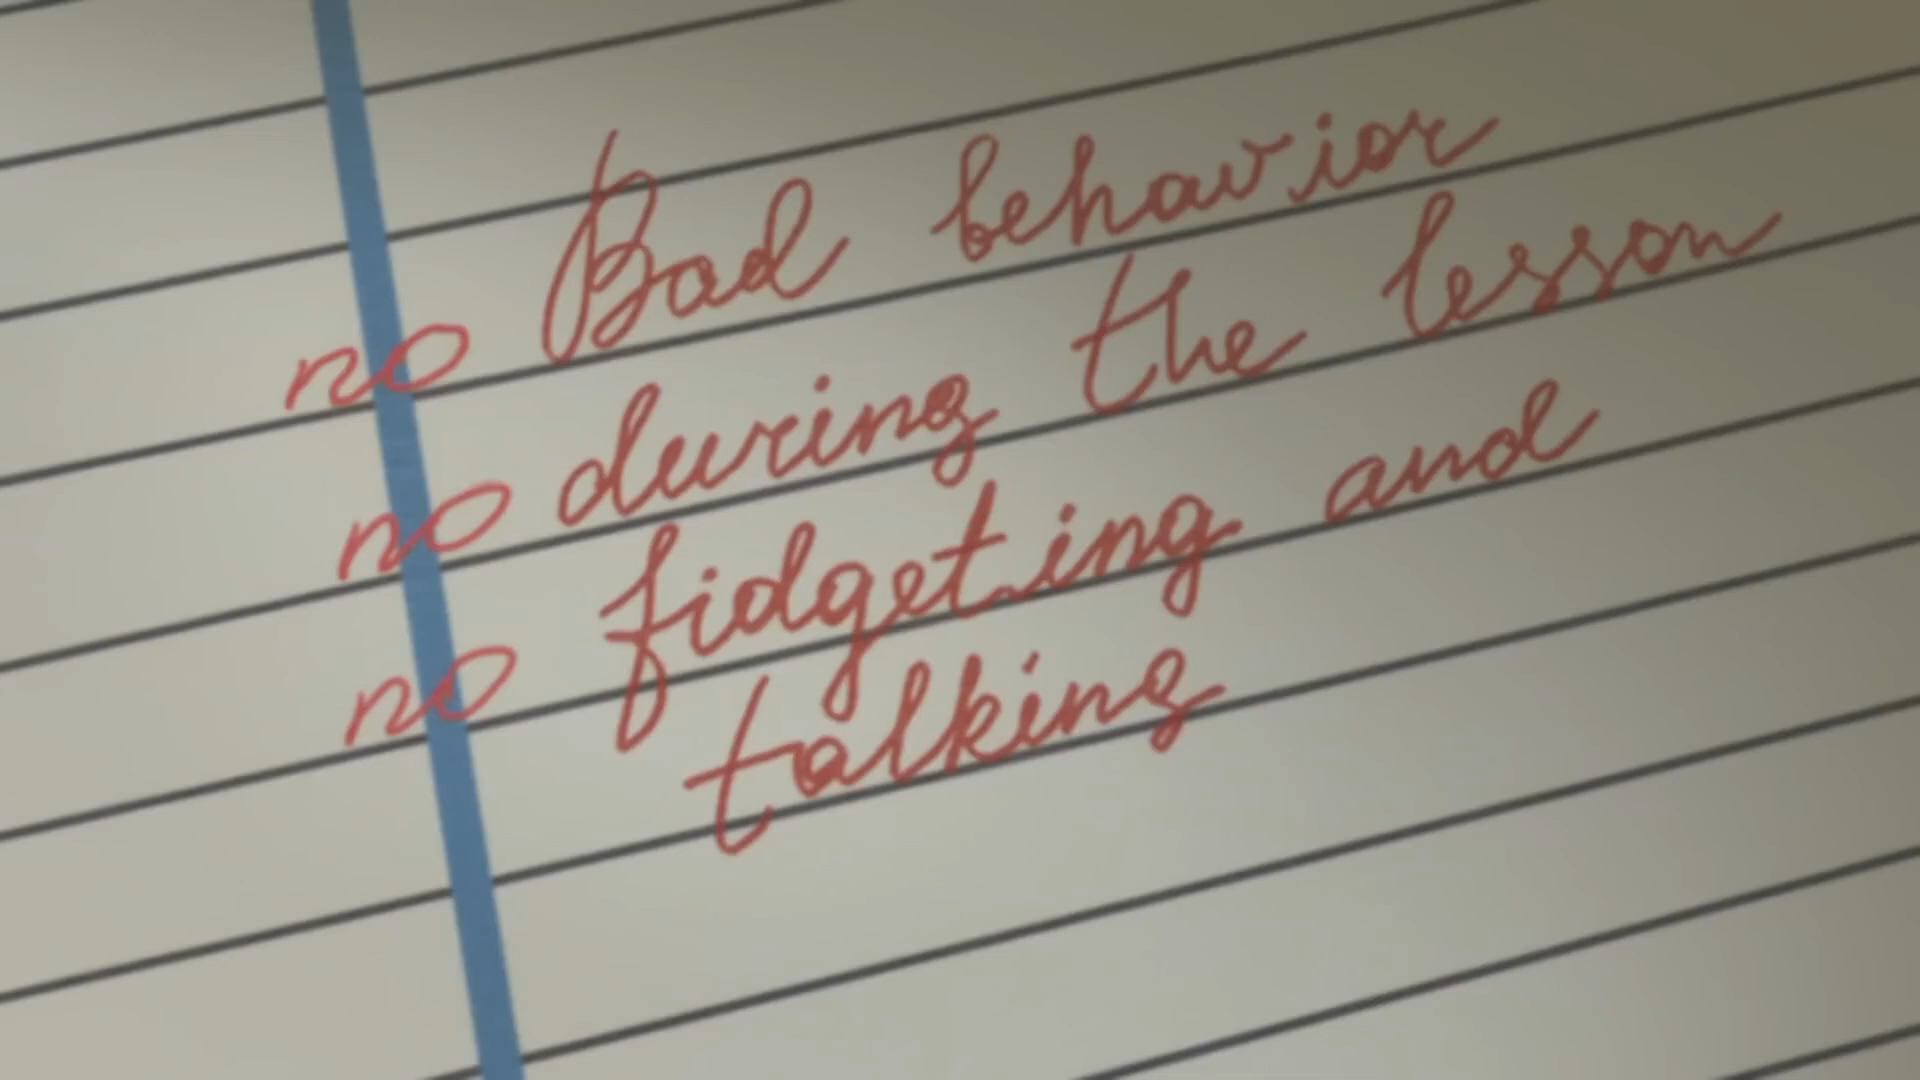 no Bad behavior
no during the lesson
no fidgeting and
talking